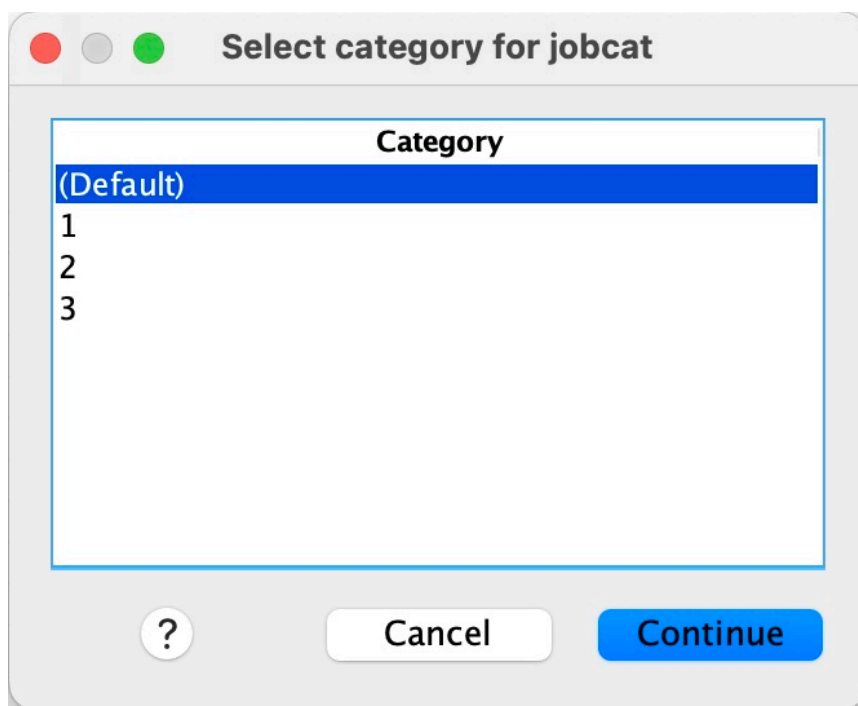 Select category for jobcat
Category
(Default)
1
2
3
?
Cancel
Continue